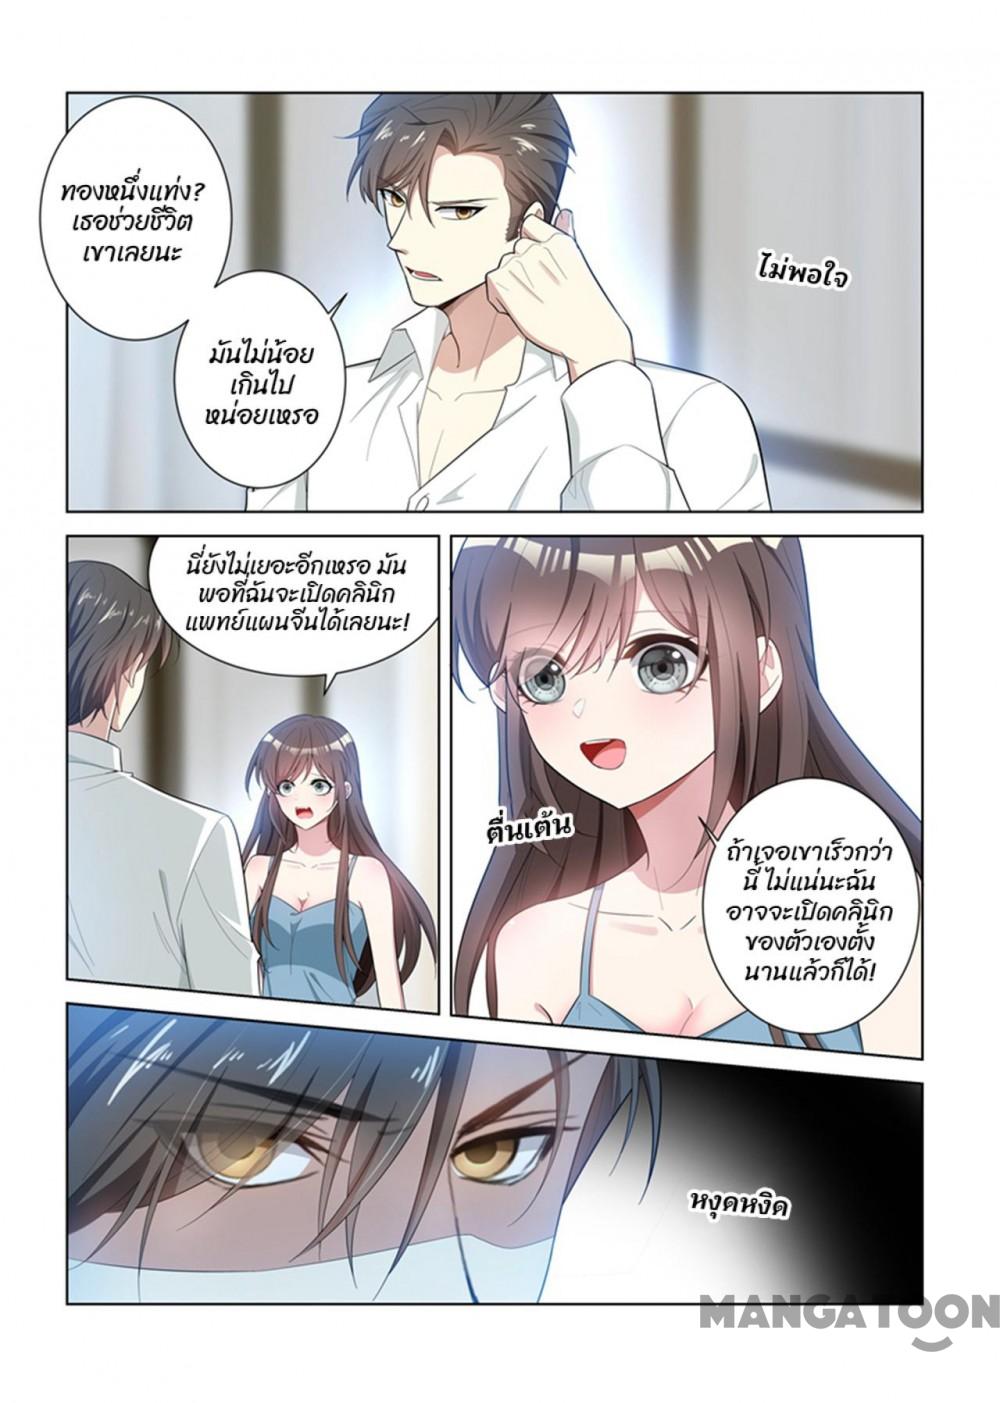 ทองหนึ่งแท่ง?
เธอช่วยชีวิต
เขาเลยนะ
มันไม่น้อย
เกินไป
หน่อยเหรอ
ไม่พอใจ
นี่ยังไม่เยอะอีกเหรอ มัน
พอที่ฉันจะเปิดคลินิก
แพทย์แผนจีนได้เลยนะ!
ตื่นเต้น
ถ้าเจอเขาเร็วกว่า
นี้ ไม่แน่นะฉัน
อาจจะเปิดคลินิก
ของตัวเองตั้ง
นานแล้วก็ได้!
หงุดหงิด
MANGATOON